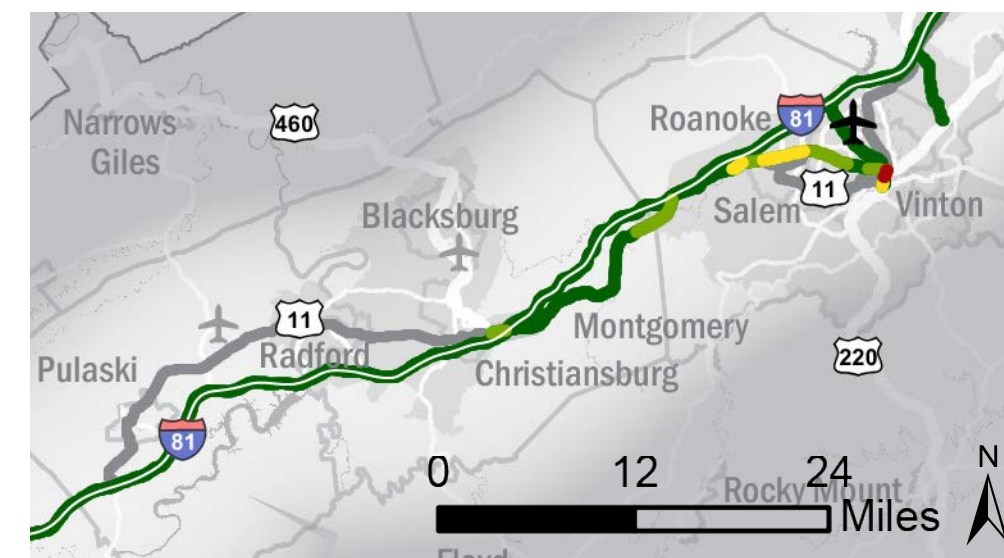 Narrows
Giles
460
Roanoke
81
Blacksburg
Salem
11
Vinton
11
Radford
Pulaski
Montgomery
Christiansburg
220
81
0 12 24
Rocky Mount
Miles
N
Floyd